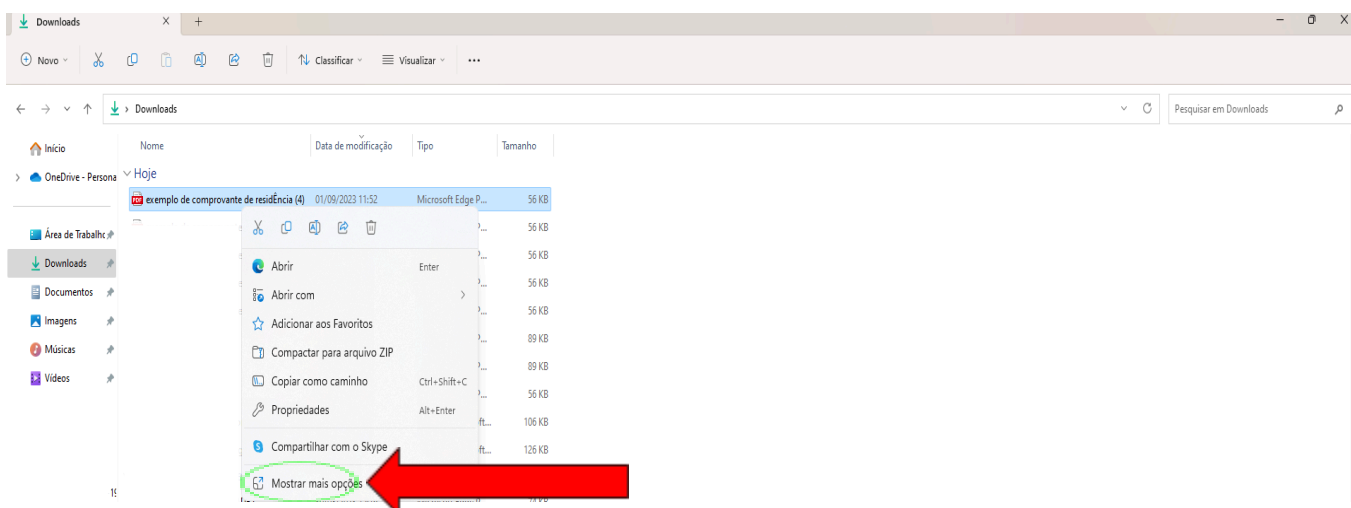 Downloads
Novo Classificar Visualizar
Downloads Pesquisar em Downloads
Início Nome Data de modificação Tipo Tamanho
OneDrive - Persona Hoje
exemplo de comprovante de residÊncia (4) 01/09/2023 11:52 Microsoft Edge P... 56 KB
Área de Trabalhc P... 56 KB
P... 56 KB
Downloads Abrir Enter
P... 56 KB
Documentos Abrir com
P... 56 KB
Imagens Adicionar aos Favoritos
P... 89 KB
Músicas Compactar para arquivo ZIP
P... 89 KB
Vídeos Copiar como caminho Ctrl+Shift+C
P... 56 KB
Propriedades Alt+Enter
ft... 106 KB
Compartilhar com o Skype ft... 126 KB
Mostrar mais opções
19